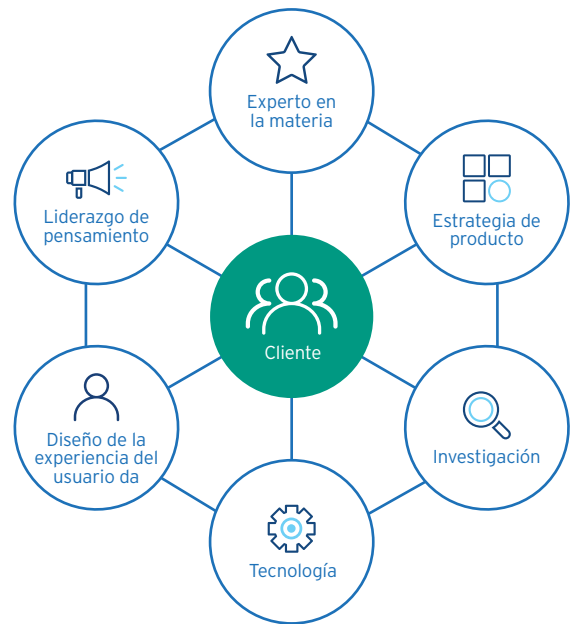 Experto en
la materia
Liderazgo de
pensamiento
Estrategia de
producto
Cliente
Diseño de la
experiencia del
usuario da
Investigación
Tecnología